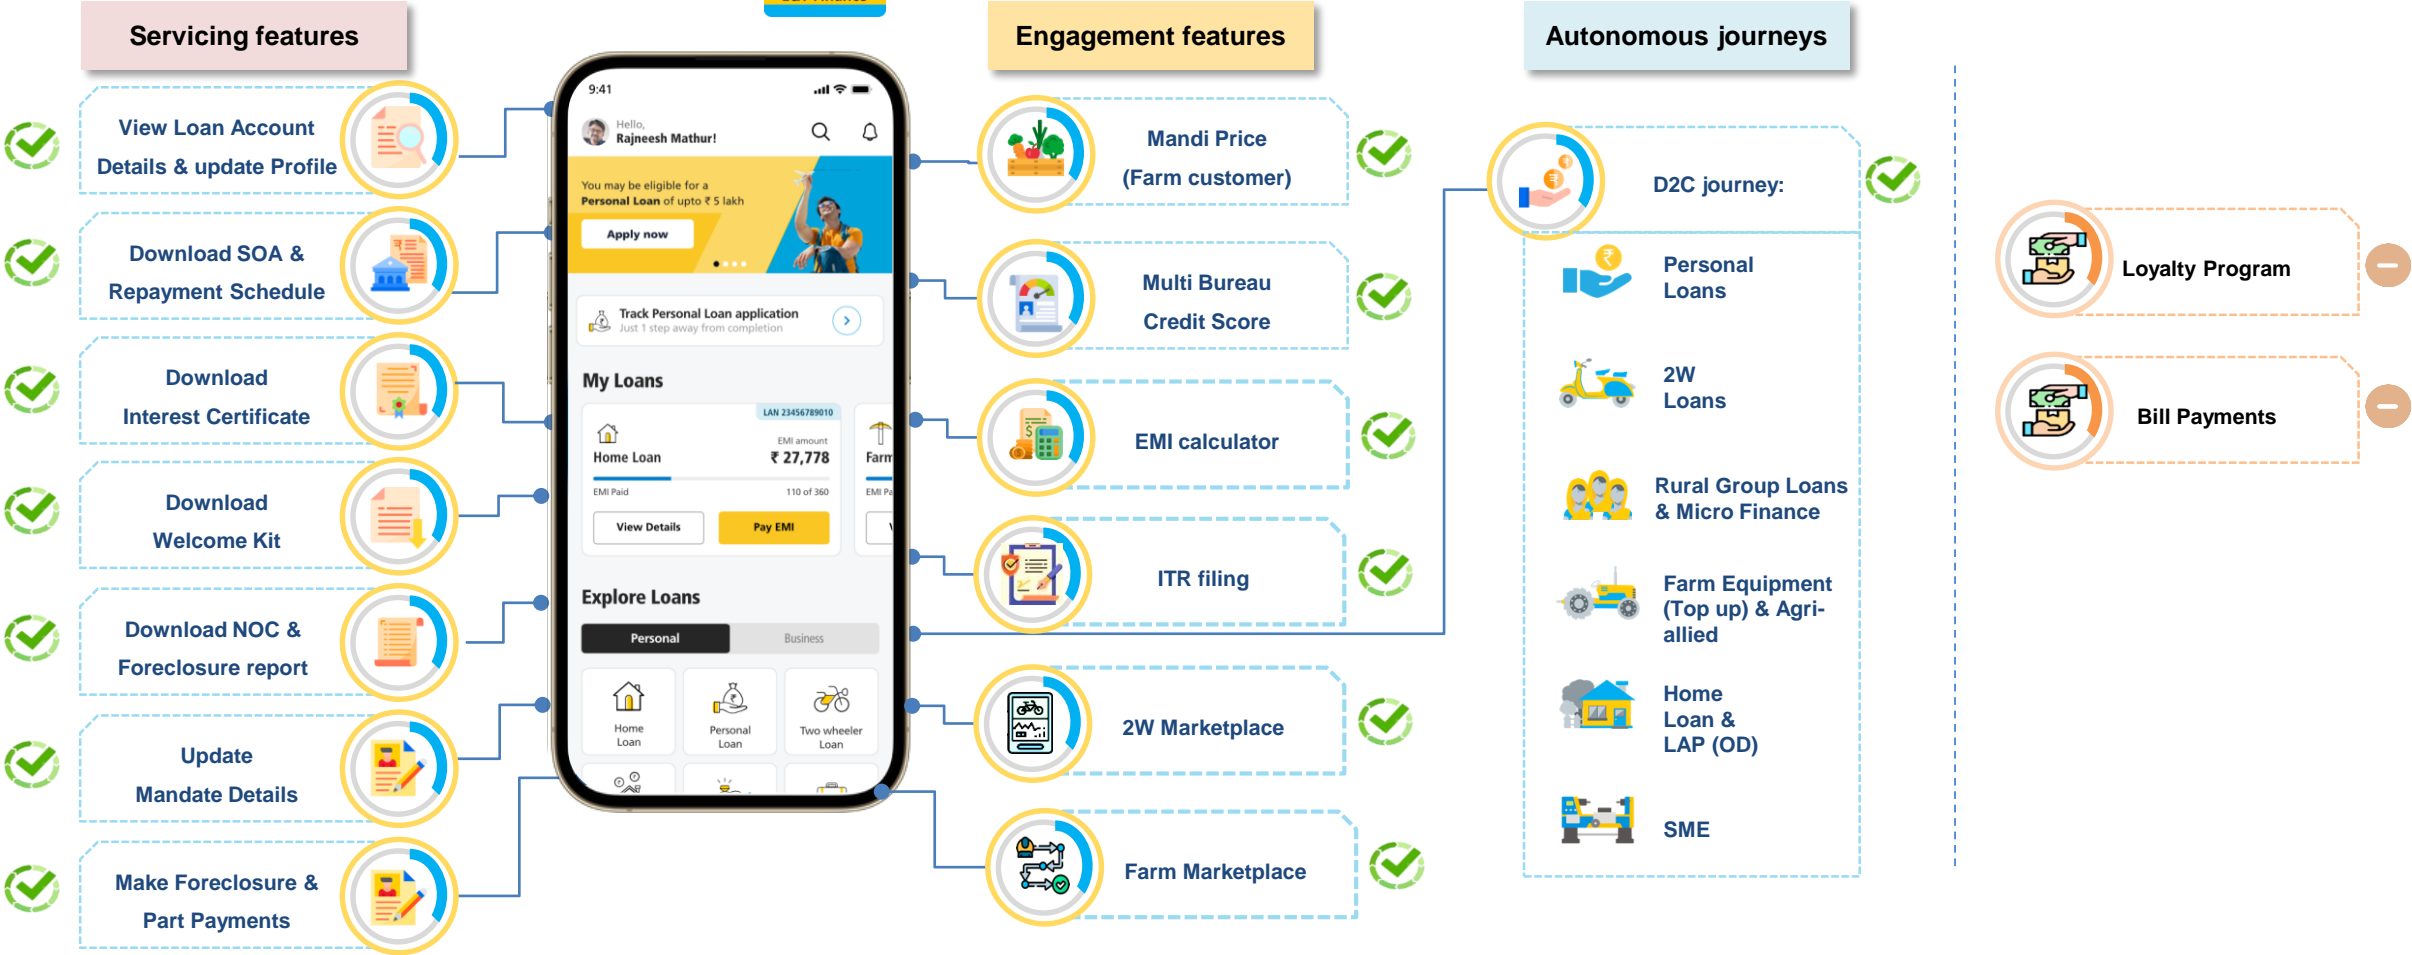 Servicing features
View Loan Account
Details & update Profile
Download SOA &
Repayment Schedule
Download
Interest Certificate
Download
Welcome Kit
Download NOC &
Foreclosure report
Update
Mandate Details
Make Foreclosure &
Part Payments
9:41
Hello,
Rajneesh Mathur!
You may be eligible for a
Personal Loan of upto ₹ 5 lakh
Apply now
Track Personal Loan application
Just 1 step away from completion
My Loans
LAN 23456789010
EMI amount
Home Loan
₹ 27,778
Farm
EMI Paid
110 of 360
EMI Pa
View Details
Pay EMI
Explore Loans
Personal
Business
Home
Loan
Personal
Loan
Two wheeler
Loan
Engagement features
Mandi Price
(Farm customer)
Multi Bureau
Credit Score
EMI calculator
ITR filing
2W Marketplace
Farm Marketplace
Autonomous journeys
D2C journey:
Personal
Loans
2W
Loans
Rural Group Loans
& Micro Finance
Farm Equipment
(Top up) & Agri-
allied
Home
Loan &
LAP (OD)
SME
Loyalty Program
Bill Payments